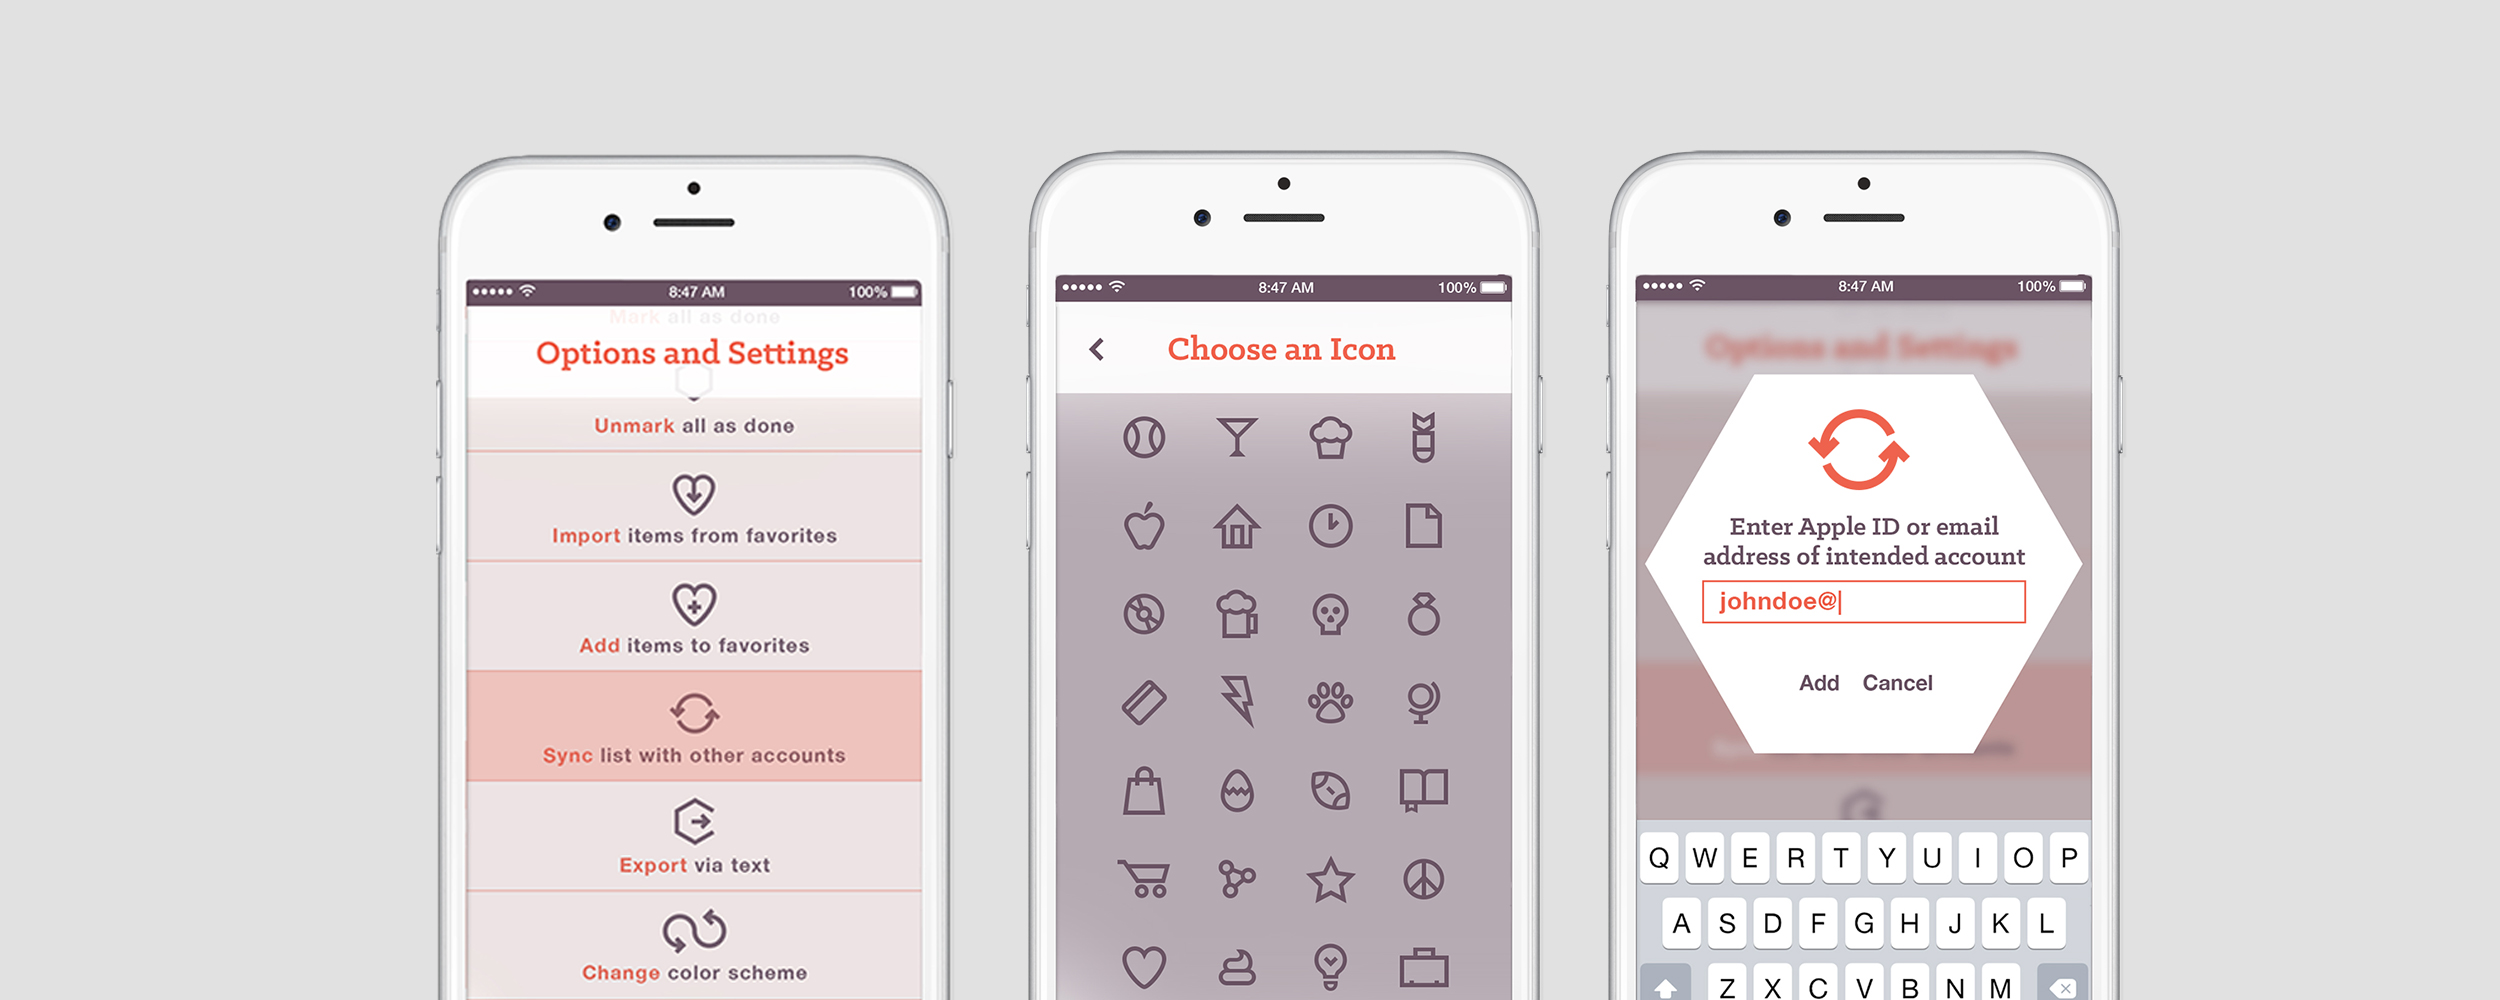 8:47 AM
100%
Mark all as done
Options and Settings
Unmark all as done
Import items from favorites
Add items to favorites
Sync list with other accounts
Export via text
Change color scheme
8:47 AM
100%
Choose an Icon
8:47 AM
100%
Options and Settings
Enter Apple ID or email
address of intended account
johndoe@
Add Cancel
Q W E R T Y U I O P
A S D F G H J K L
Z X C V B N M